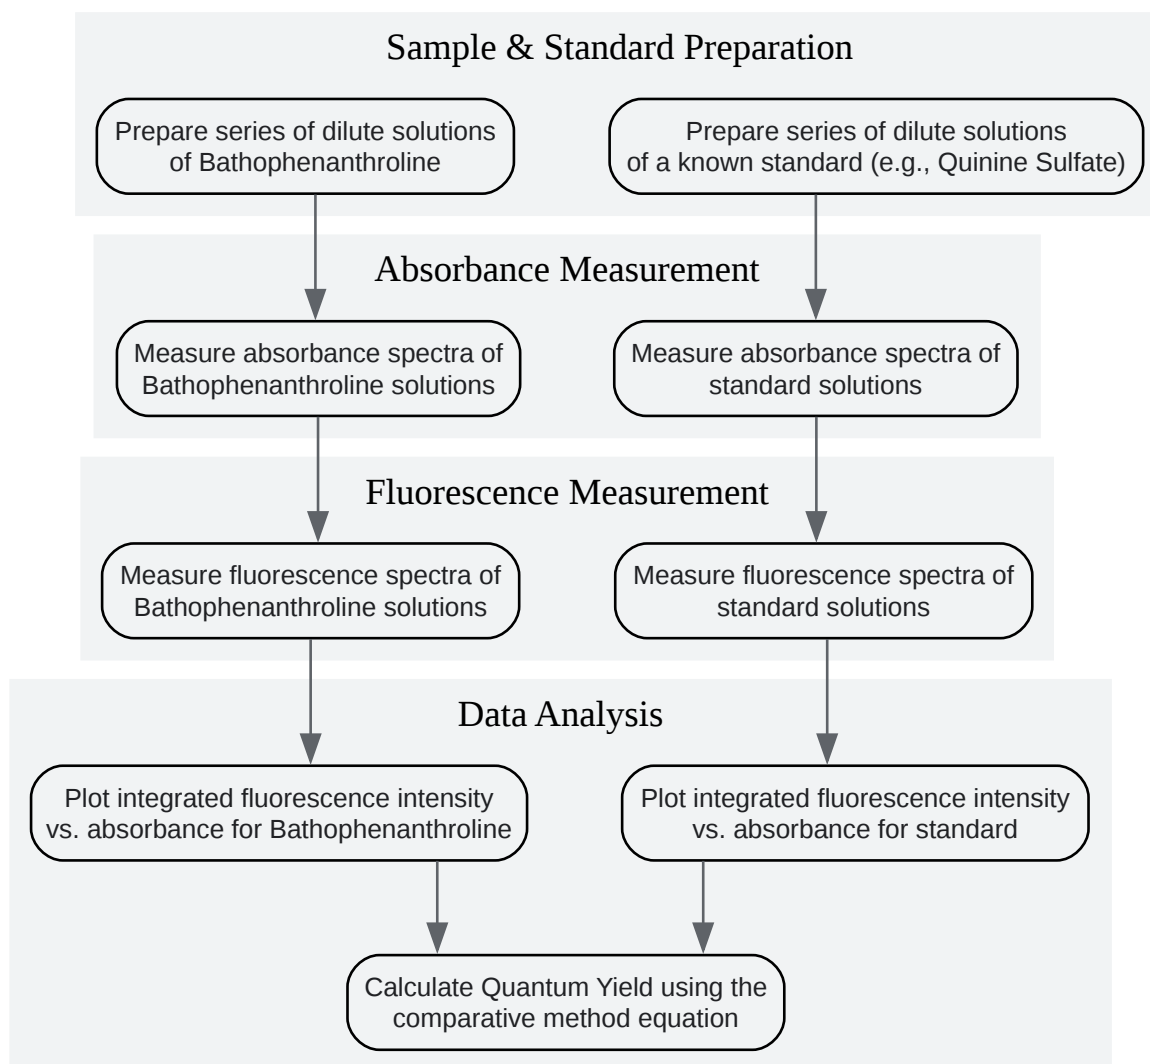 Sample & Standard Preparation
Prepare series of dilute solutions
of Bathophenanthroline
Prepare series of dilute solutions
of a known standard (e.g., Quinine Sulfate)
Absorbance Measurement
Measure absorbance spectra of
Bathophenanthroline solutions
Measure absorbance spectra of
standard solutions
Fluorescence Measurement
Measure fluorescence spectra of
Bathophenanthroline solutions
Measure fluorescence spectra of
standard solutions
Data Analysis
Plot integrated fluorescence intensity
vs. absorbance for Bathophenanthroline
Plot integrated fluorescence intensity
vs. absorbance for standard
Calculate Quantum Yield using the
comparative method equation